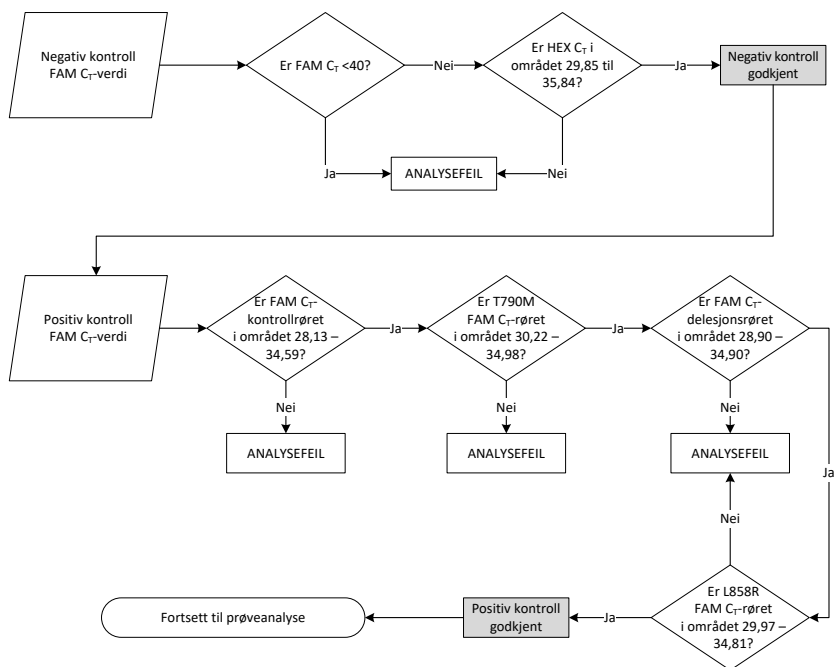 Negativ kontroll
FAM CT-verdi
Er FAM CT <40?
Nei
Er HEX CT i
området 29,85 til
35,84?
Ja
Negativ kontroll
godkjent
Ja
ANALYSEFEIL
Nei
Positiv kontroll
FAM CT-verdi
Er FAM CT-
kontrollrøret
i området 28,13 –
34,59?
Ja
Er T790M
FAM CT-røret
i området 30,22 –
34,98?
Ja
Er FAM CT-
delesjonsrøret
i området 28,90 –
34,90?
Nei
Nei
Nei
ANALYSEFEIL
ANALYSEFEIL
ANALYSEFEIL
Ja
Nei
Er L858R
FAM CT-røret
i området 29,97 –
34,81?
Ja
Positiv kontroll
godkjent
Fortsett til prøveanalyse